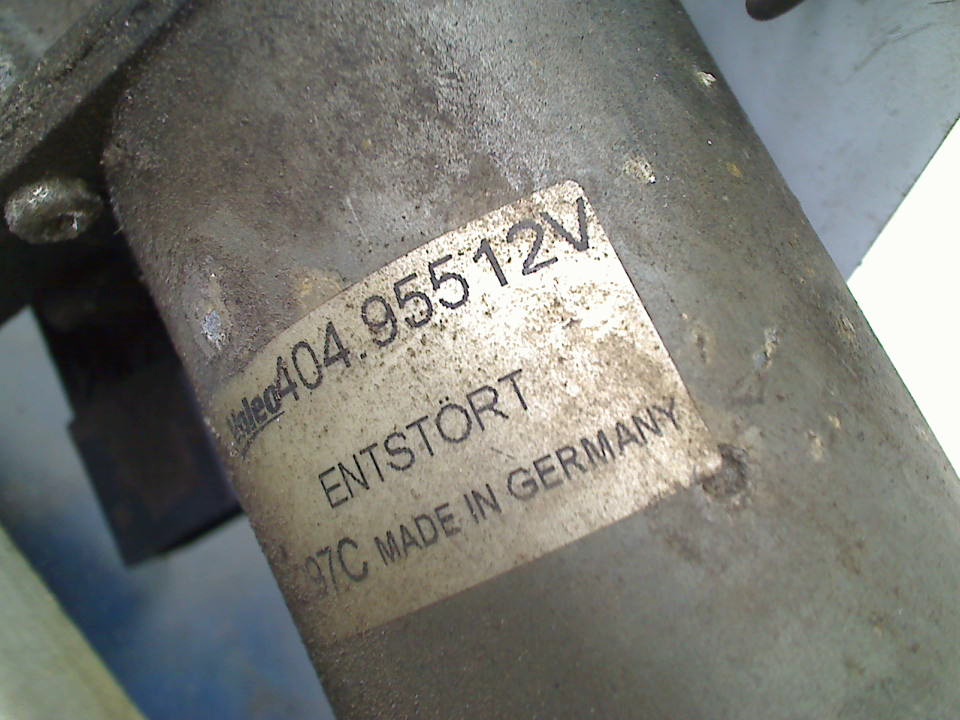 Valeo 404.955 12V
ENTSTÖRT
97C MADE IN GERMANY